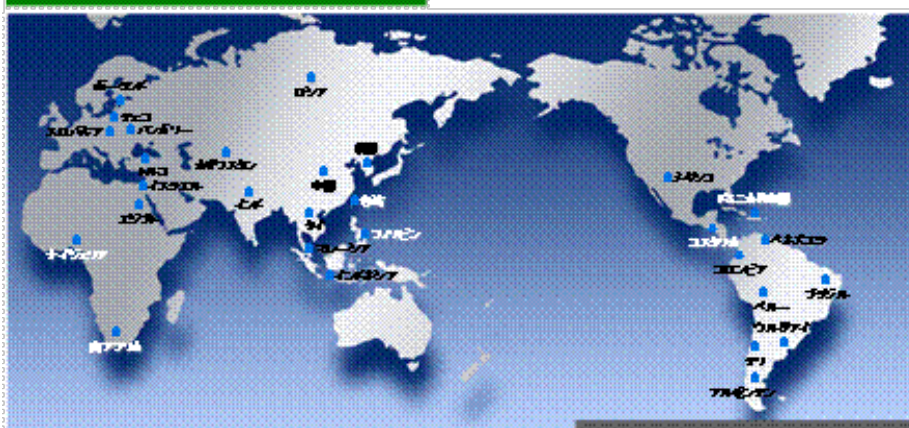 ポーランド
ロシア
チェコ
スロバキア
ハンガリー
カザフスタン
トルコ
中国
イスラエル
インド
台湾
エジプト
タイ
フィリピン
ナイジェリア
マレーシア
インドネシア
南アフリカ
メキシコ
ドミニカ共和国
コスタリカ
ベネズエラ
コロンビア
ブラジル
ペルー
ウルグアイ
チリ
アルゼンチン